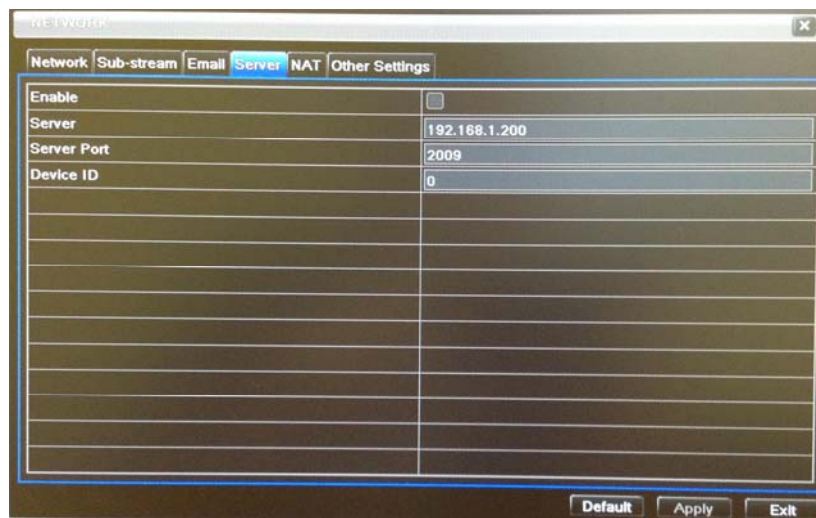 NETWORK
Network Sub-stream Email Server NAT Other Settings
Enable
Server 192.168.1.200
Server Port 2009
Device ID 0
Default Apply Exit